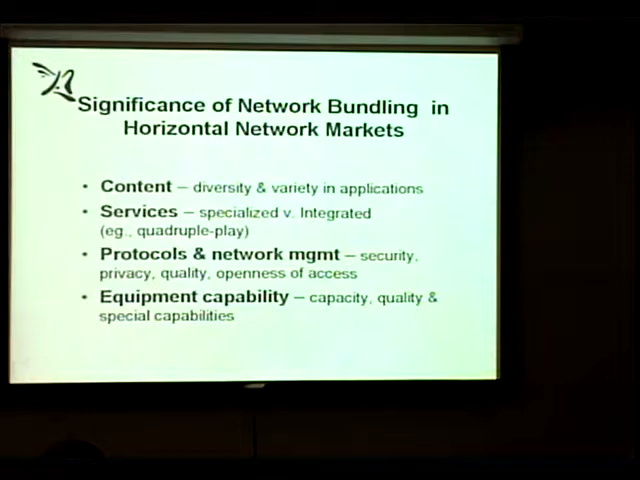 Significance of Network Bundling in
Horizontal Network Markets
• Content – diversity & variety in applications
• Services – specialized v. Integrated
(eg., quadruple-play)
• Protocols & network mgmt – security,
privacy, quality, openness of access
• Equipment capability – capacity, quality &
special capabilities